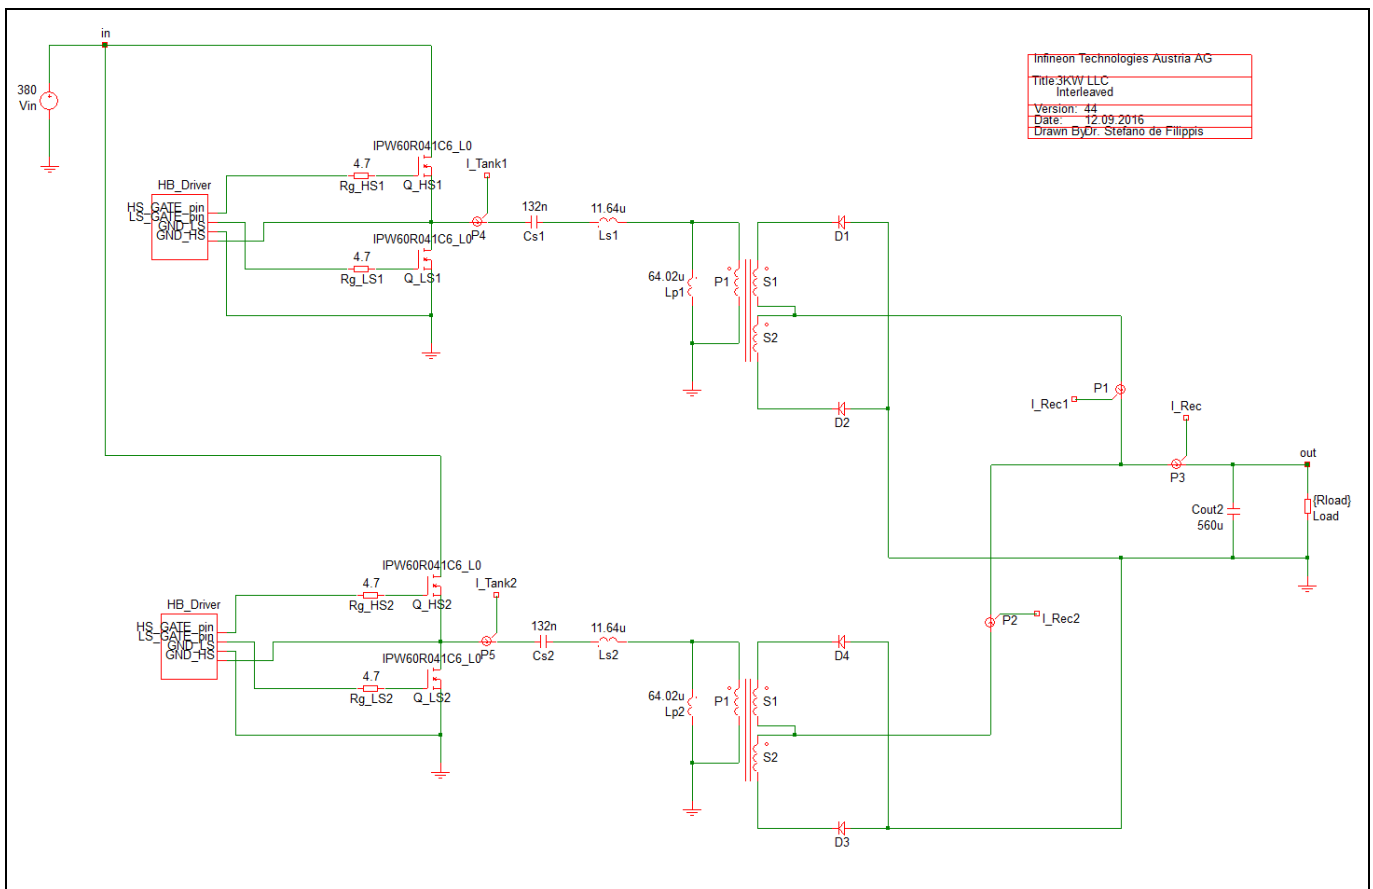 in
380
Vin
Infineon Technologies Austria AG
Title: 3KW LLC
Interleaved
Version: 44
Date: 12.09.2016
Drawn By Dr. Stefano de Filippis
IPW60R041C6_L0
I_Tank1
4.7
Rg_HS1
Q_HS1
HB_Driver
HS_GATE_pin
LS_GATE_pin
GND_LS
GND_HS
132n
Cs1
11.64u
Ls1
P4
IPW60R041C6_L0
4.7
Rg_LS1
Q_LS1
D1
64.02u
Lp1
P1
S1
S2
D2
P1
I_Rec1
I_Rec
P3
out
Cout2
560u
{Rload}
Load
IPW60R041C6_L0
I_Tank2
4.7
Rg_HS2
Q_HS2
HB_Driver
HS_GATE_pin
LS_GATE_pin
GND_LS
GND_HS
132n
Cs2
11.64u
Ls2
P5
IPW60R041C6_L0
4.7
Rg_LS2
Q_LS2
D4
P2
I_Rec2
64.02u
Lp2
P1
S1
S2
D3